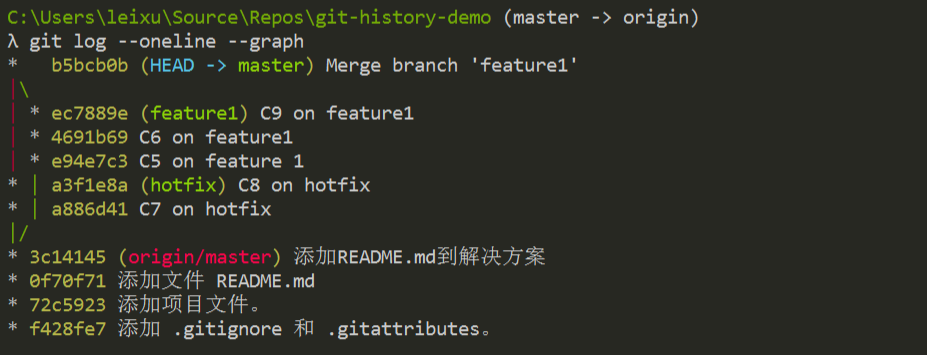 C:\Users\leixu\Source\Repos\git-history-demo (master -> origin)
λ git log --oneline --graph
*   b5bcb0b (HEAD -> master) Merge branch 'feature1'
|\
| * ec7889e (feature1) C9 on feature1
| * 4691b69 C6 on feature1
| * e94e7c3 C5 on feature 1
* | a3f1e8a (hotfix) C8 on hotfix
* | a886d41 C7 on hotfix
|/
* 3c14145 (origin/master) 添加README.md到解决方案
* 0f70f71 添加文件 README.md
* 72c5923 添加项目文件。
* f428fe7 添加 .gitignore 和 .gitattributes。